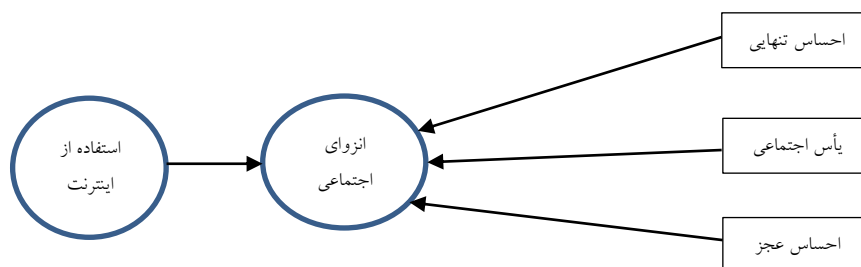 احساس تنهایی
یأس اجتماعی
احساس عجز
انزوای
اجتماعی
استفاده از
اینترنت